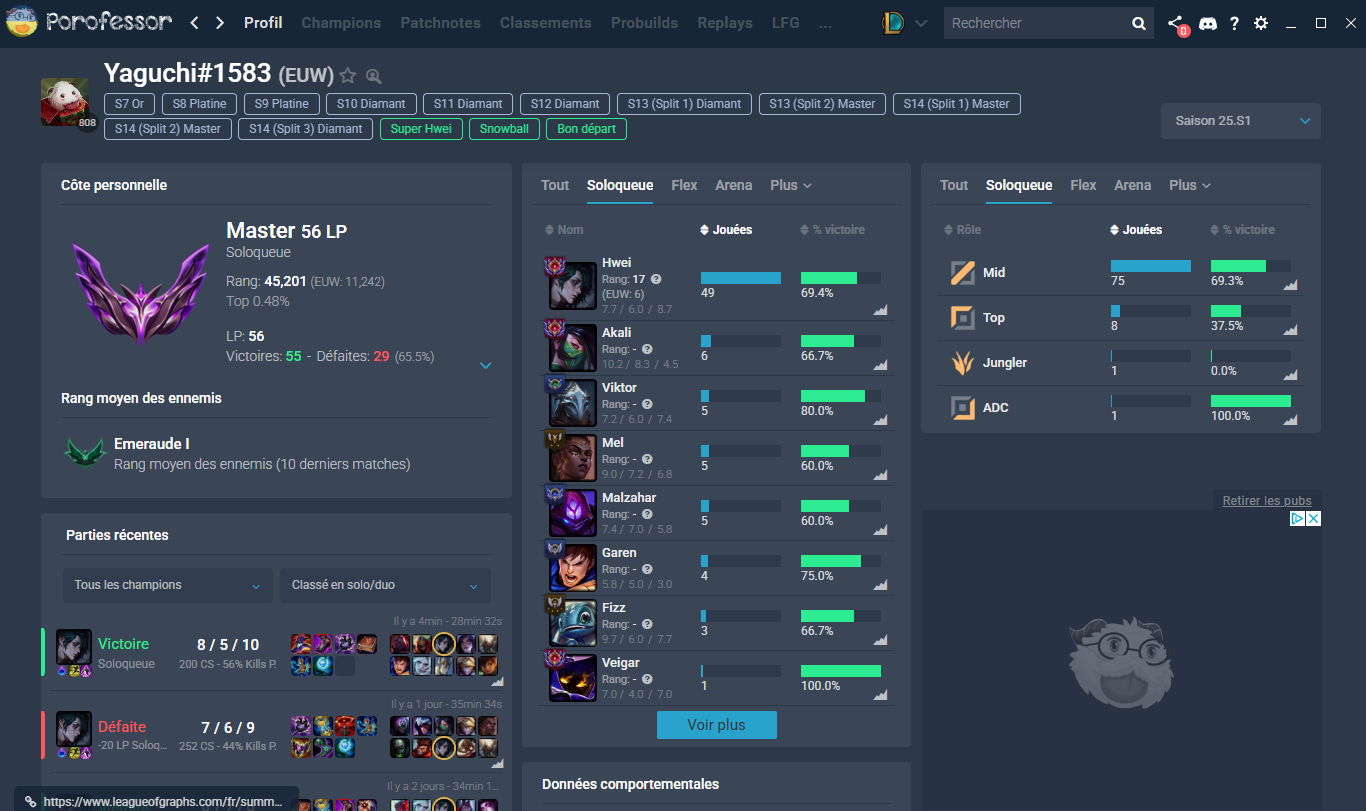 Porofessor
Profil Champions Patchnotes Classements Probuilds Replays LFG ...
Rechercher
0
Yaguchi#1583 (EUW)
808
S7 Or S8 Platine S9 Platine S10 Diamant S11 Diamant S12 Diamant S13 (Split 1) Diamant S13 (Split 2) Master S14 (Split 1) Master
S14 (Split 2) Master S14 (Split 3) Diamant Super Hwei Snowball Bon départ
Saison 25.S1
Côte personnelle
Master 56 LP
Soloqueue
Rang: 45,201 (EUW: 11,242)
Top 0.48%
LP: 56
Victoires: 55 - Défaites: 29 (65.5%)
Rang moyen des ennemis
Emeraude I
Rang moyen des ennemis (10 derniers matches)
Parties récentes
Tous les champions
Classé en solo/duo
Il y a 4min - 28min 32s
Victoire 8 / 5 / 10
Soloqueue 200 CS - 56% Kills P.
Il y a 1 jour - 35min 34s
Défaite 7 / 6 / 9
-20 LP Soloq... 252 CS - 44% Kills P.
Il y a 2 jours - 34min 1...
https://www.leagueofgraphs.com/fr/summ...
Tout Soloqueue Flex Arena Plus
Nom Jouées % victoire
Hwei
Rang: 17
(EUW: 6)
7.7 / 6.0 / 8.7
49 69.4%
Akali
Rang: -
10.2 / 8.3 / 4.5
6 66.7%
Viktor
Rang: -
7.2 / 6.0 / 7.4
5 80.0%
Mel
Rang: -
9.0 / 7.2 / 6.8
5 60.0%
Malzahar
Rang: -
7.4 / 7.0 / 5.8
5 60.0%
Garen
Rang: -
5.8 / 5.0 / 3.0
4 75.0%
Fizz
Rang: -
9.7 / 6.0 / 7.7
3 66.7%
Veigar
Rang: -
7.0 / 4.0 / 7.0
1 100.0%
Voir plus
Données comportementales
Tout Soloqueue Flex Arena Plus
Rôle Jouées % victoire
Mid 75 69.3%
Top 8 37.5%
Jungler 1 0.0%
ADC 1 100.0%
Retirer les pubs